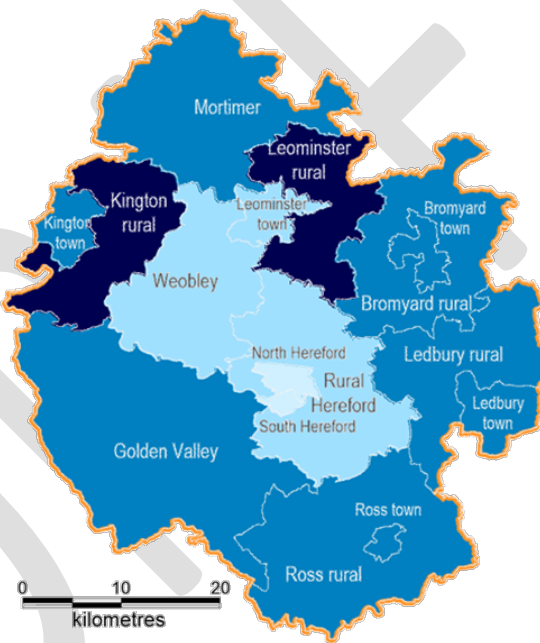 Mortimer
Leominster
rural
Kington
rural
Leominster
town
Kington
town
Bromyard
town
Weobley
Bromyard rural
North Hereford
Ledbury rural
Rural
Hereford
South Hereford
Ledbury
town
Golden Valley
Ross town
Ross rural
0 10 20
kilometres